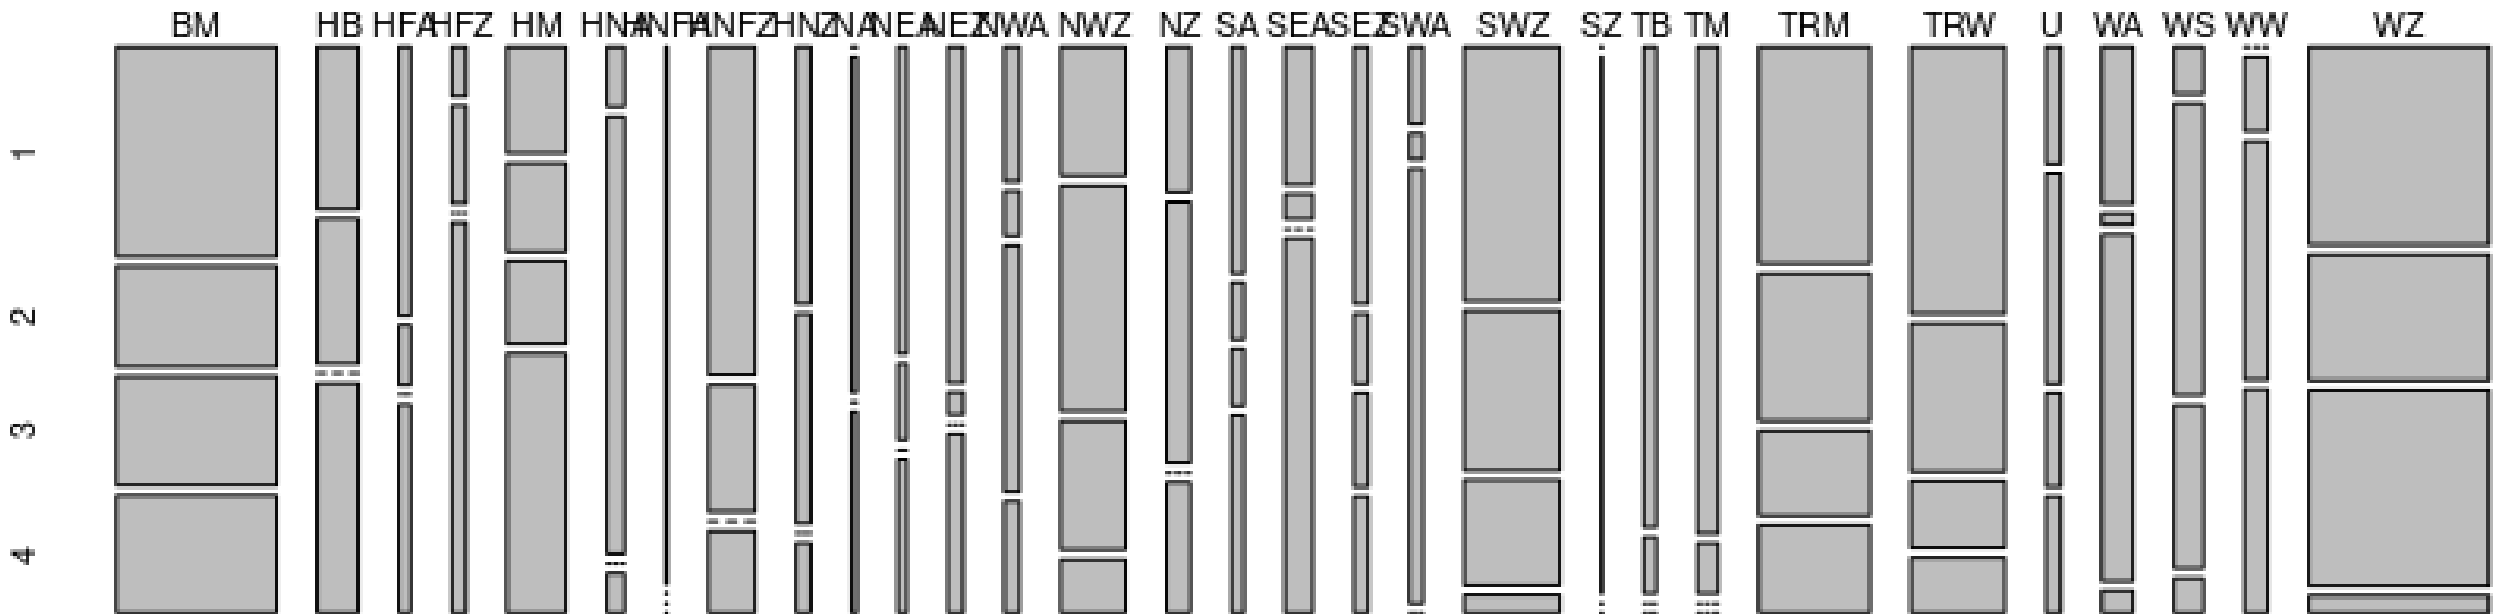 BM HB HFA HFZ HM HNA HNFA HNFZ HNZ NA NEA NEZ NWA NWZ NZ SA SEA SEZ SWA SWZ SZ TB TM TRM TRW U WA WS WW WZ
1
2
3
4